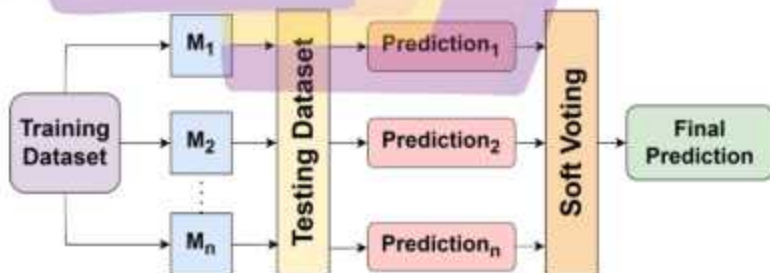 M₁
Prediction₁
Training
Dataset
M₂
Testing Dataset
Prediction₂
Soft Voting
Final
Prediction
Mₙ
Predictionₙ